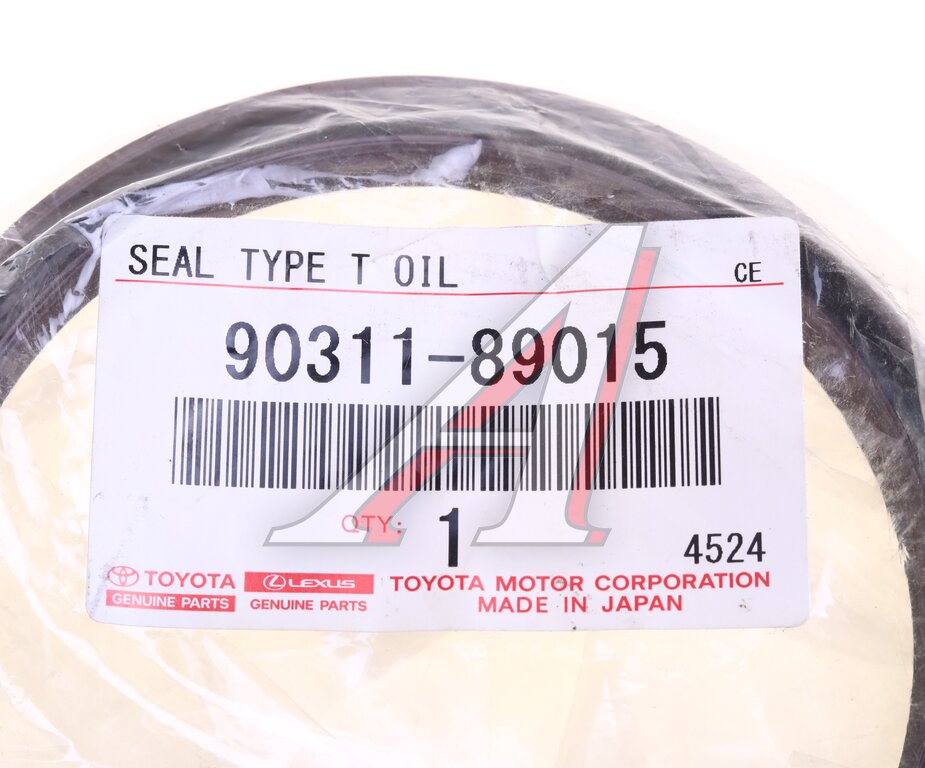 SEAL TYPE T OIL CE
90311-89015
QTY: 1
4524
TOYOTA LEXUS TOYOTA MOTOR CORPORATION
GENUINE PARTS GENUINE PARTS MADE IN JAPAN